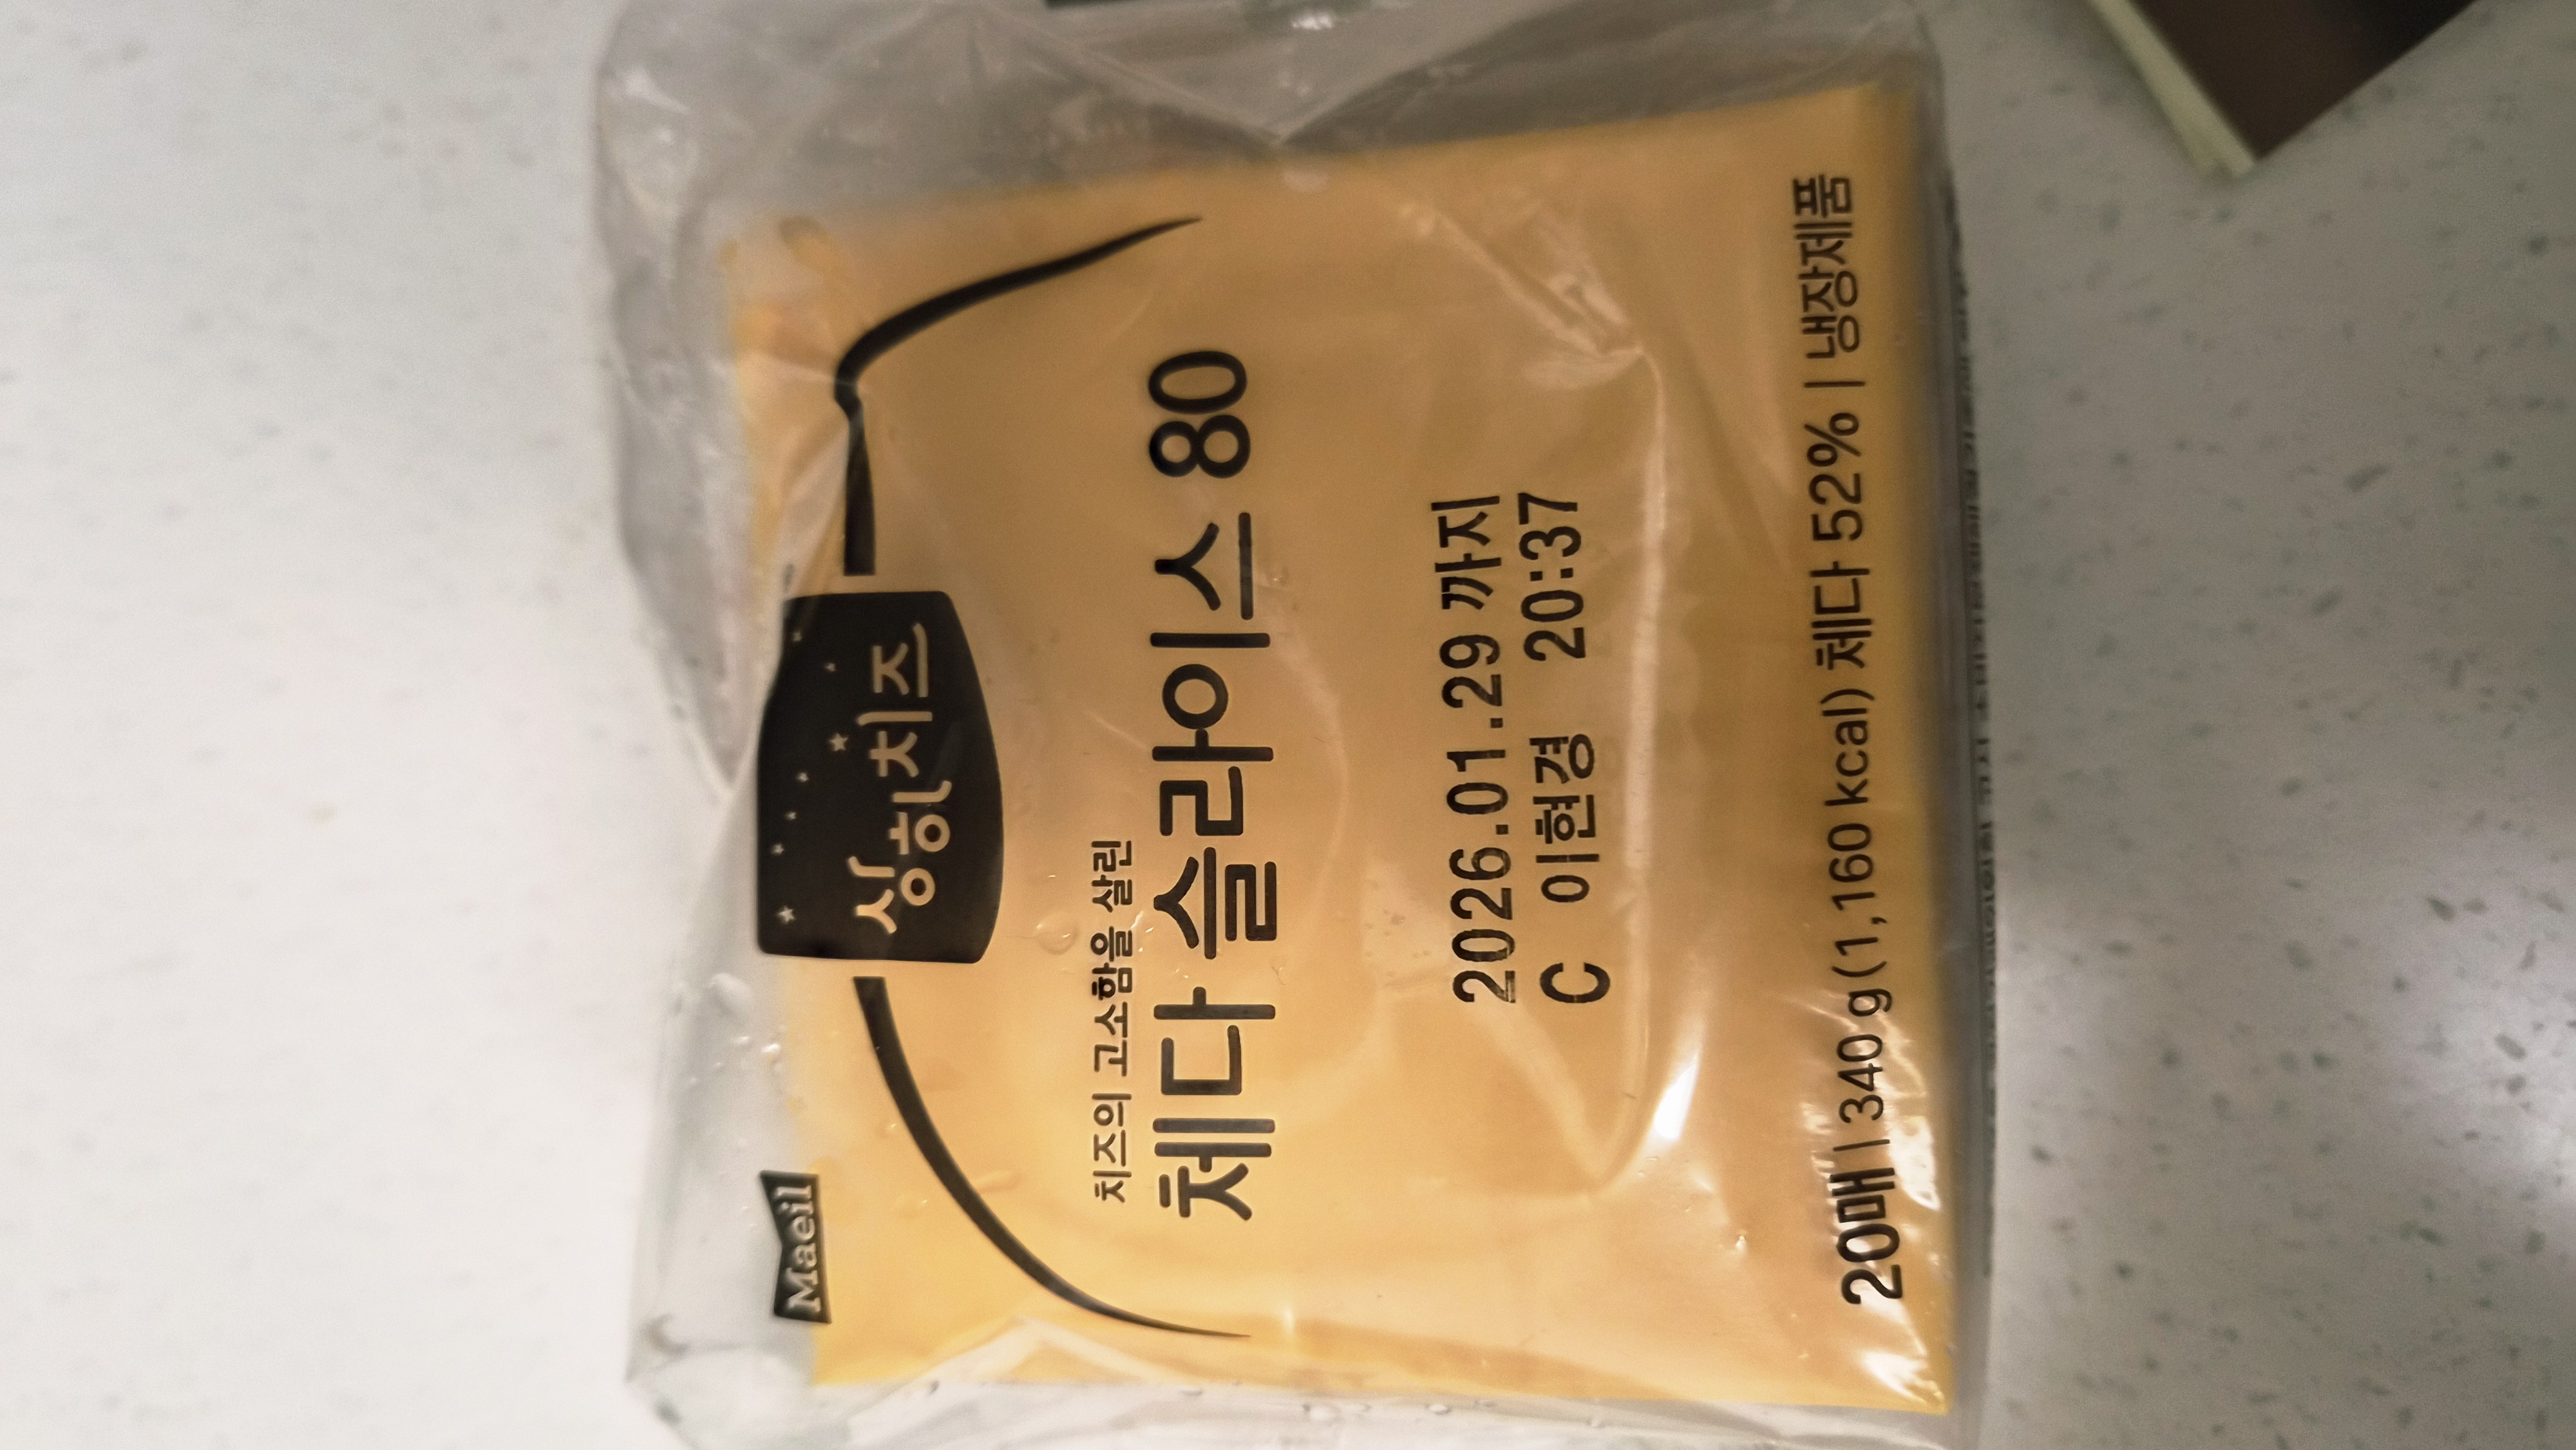 Maeil
상하치즈
치즈의 고소함을 살린
체다 슬라이스 80
2026.01.29 까지
C 이현경 20:37
20매 | 340 g (1,160 kcal) 체다 52% | 냉장제품